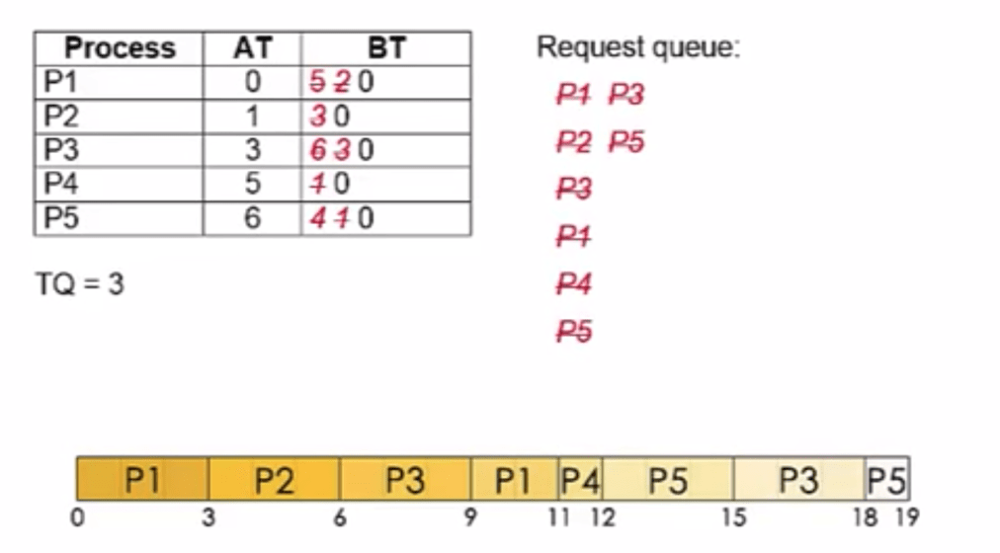 Process AT BT
P1 0 5 2 0
P2 1 3 0
P3 3 6 3 0
P4 5 1 0
P5 6 4 1 0
TQ = 3
Request queue:
P1 P3
P2 P5
P3
P1
P4
P5
P1 P2 P3 P1 P4 P5 P3 P5
0 3 6 9 11 12 15 18 19